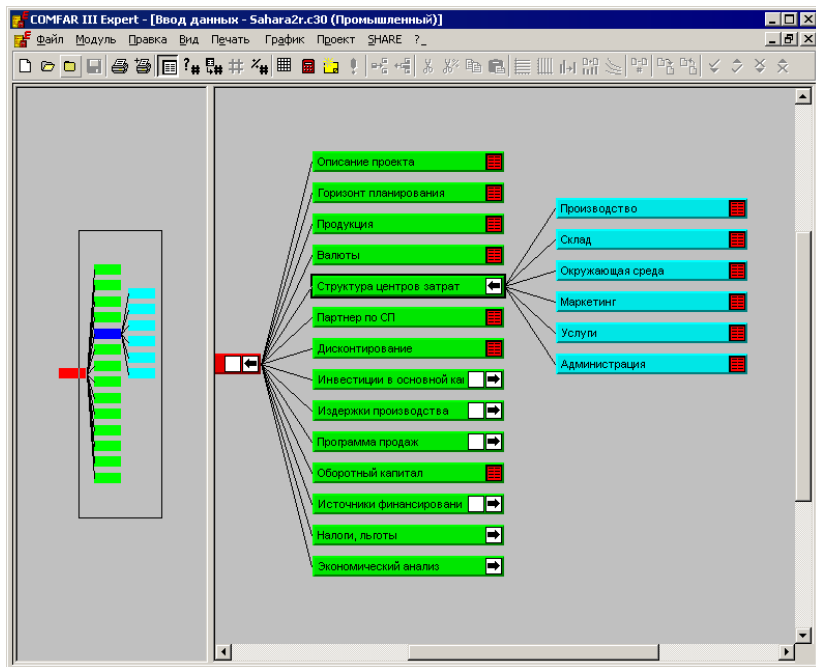 COMFAR III Expert - [Ввод данных - Sahara2r.c30 (Промышленный)]
Файл Модуль Правка Вид Печать График Проект SHARE ?_
Описание проекта
Горизонт планирования
Продукция
Валюты
Структура центров затрат
Партнер по СП
Дисконтирование
Инвестиции в основной ка
Издержки производства
Программа продаж
Оборотный капитал
Источники финансировани
Налоги, льготы
Экономический анализ
Производство
Склад
Окружающая среда
Маркетинг
Услуги
Администрация